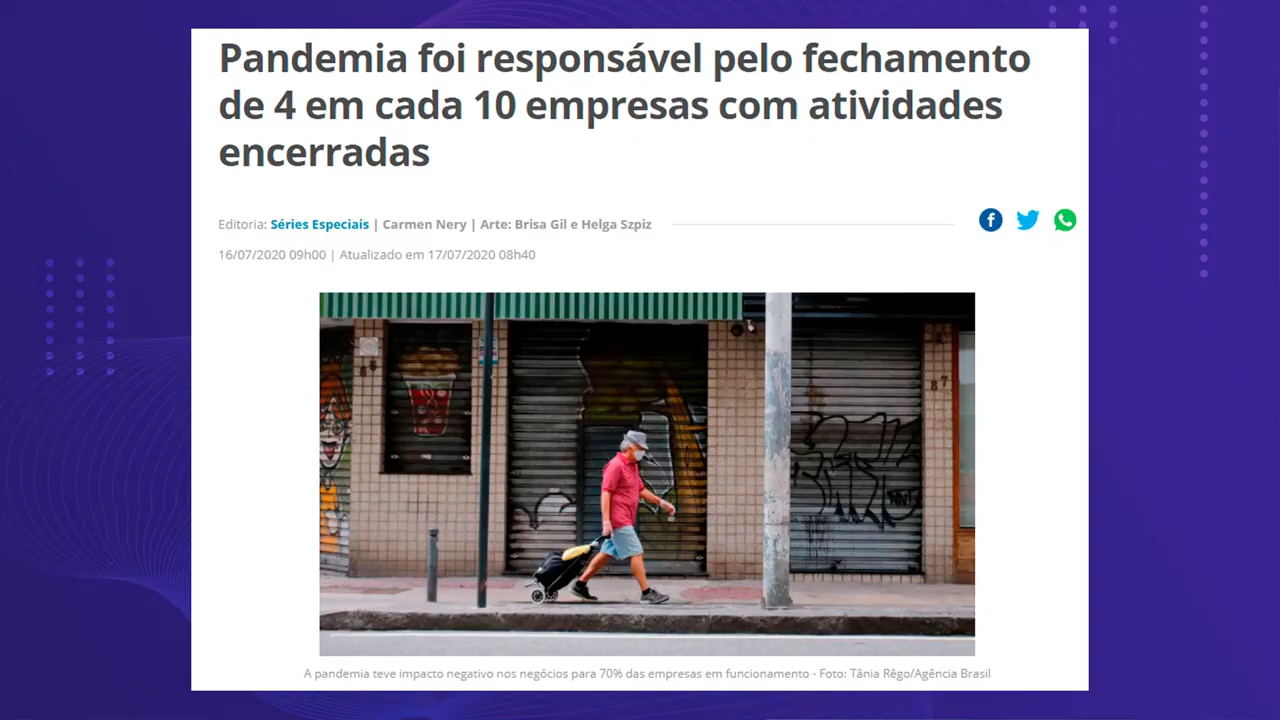 Pandemia foi responsável pelo fechamento
de 4 em cada 10 empresas com atividades
encerradas
Editoria: Séries Especiais | Carmen Nery | Arte: Brisa Gil e Helga Szpiz
16/07/2020 09h00 | Atualizado em 17/07/2020 08h40
86
87
A pandemia teve impacto negativo nos negócios para 70% das empresas em funcionamento - Foto: Tânia Rêgo/Agência Brasil